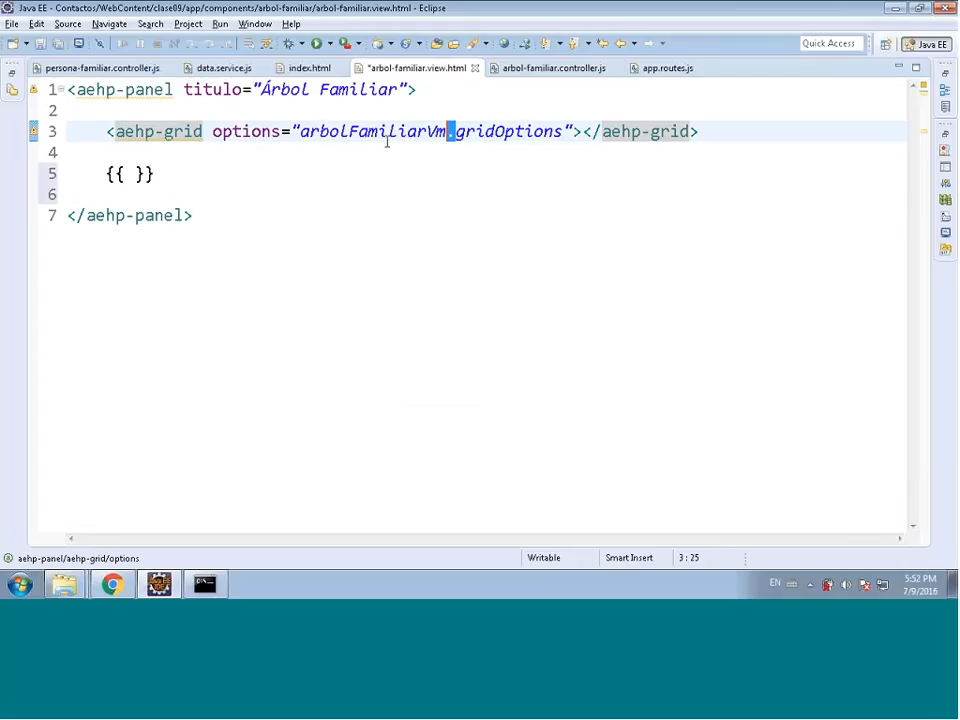 Java EE - Contactos/WebContent/clase09/app/components/arbol-familiar/arbol-familiar.view.html - Eclipse
File Edit Source Navigate Search Project Run Window Help
Quick Access
Java EE
persona-familiar.controller.js data.service.js index.html *arbol-familiar.view.html arbol-familiar.controller.js app.routes.js
1 <aehp-panel titulo="Árbol Familiar">
2
3 <aehp-grid options="arbolFamiliarVm.gridOptions"></aehp-grid>
4
5 {{ }}
6
7 </aehp-panel>
aehp-panel/aehp-grid/options Writable Smart Insert 3 : 25
EN 5:52 PM
7/9/2016